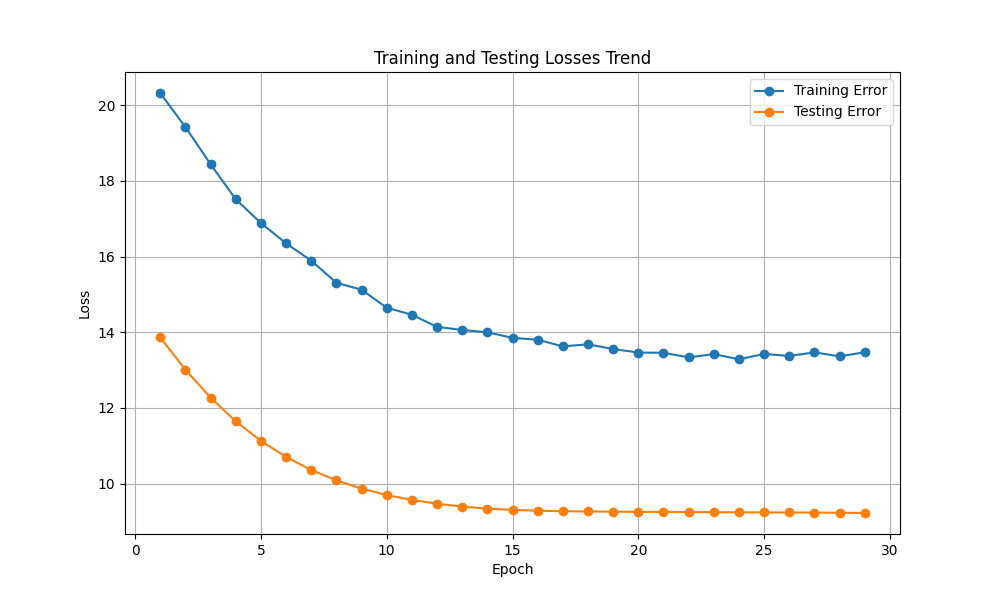 Training and Testing Losses Trend
Training Error
Testing Error
Loss
20
18
16
14
12
10
0 5 10 15 20 25 30
Epoch